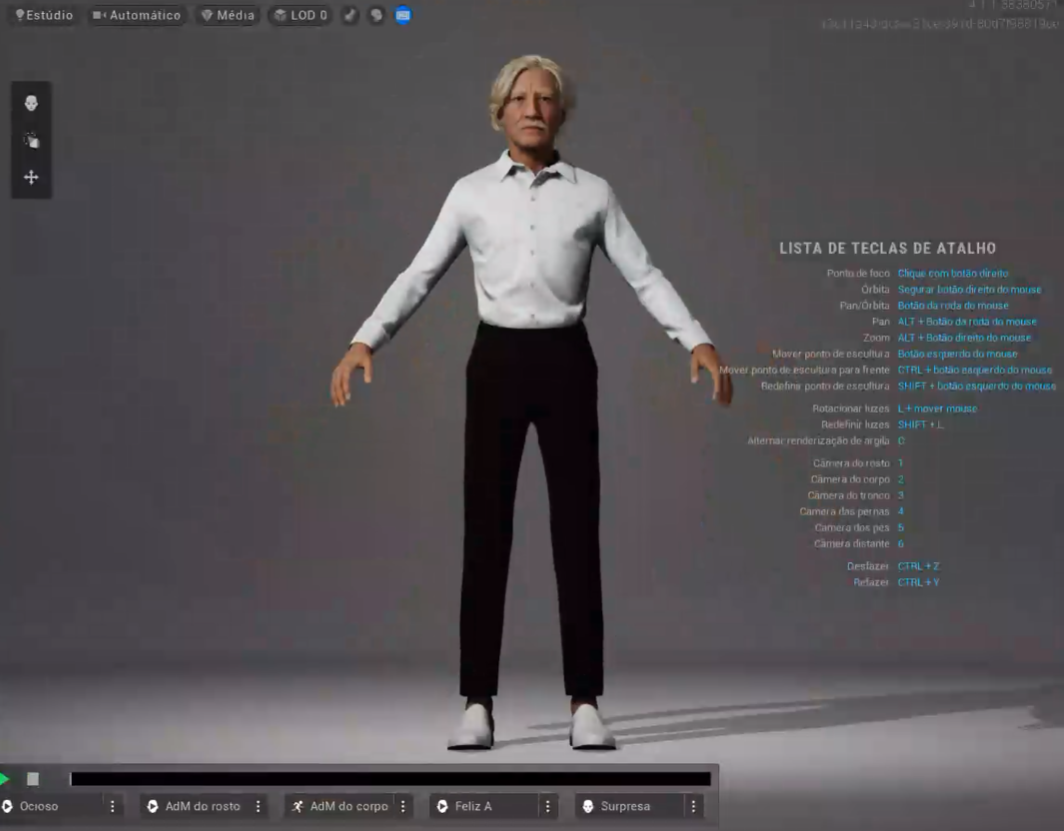 Estúdio
Automático
Média
LOD 0
LISTA DE TECLAS DE ATALHO
Ponto de foco Clique com botão direito
Órbita Segurar botão direito do mouse
Pan/Órbita Botão da roda do mouse
Pan ALT + Botão da roda do mouse
Zoom ALT + Botão direito do mouse
Mover ponto de escultura Botão esquerdo do mouse
Mover ponto de escultura para frente CTRL + botão esquerdo do mouse
Redefinir ponto de escultura SHIFT + botão esquerdo do mouse
Rotacionar luzes L + mover mouse
Redefinir luzes SHIFT + L
Alternar renderização de argila C
Câmera do rosto 1
Câmera do corpo 2
Câmera do tronco 3
Câmera das pernas 4
Câmera dos pés 5
Câmera distante 6
Desfazer CTRL + Z
Refazer CTRL + Y
Ocioso
AdM do rosto
AdM do corpo
Feliz A
Surpresa